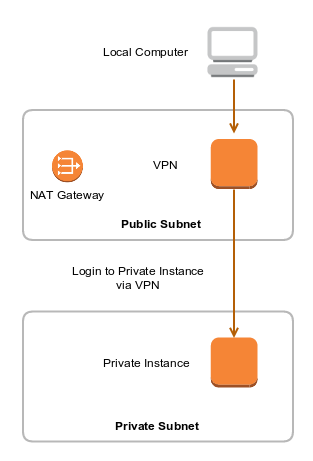 Local Computer
VPN
NAT Gateway
Public Subnet
Login to Private Instance
via VPN
Private Instance
Private Subnet